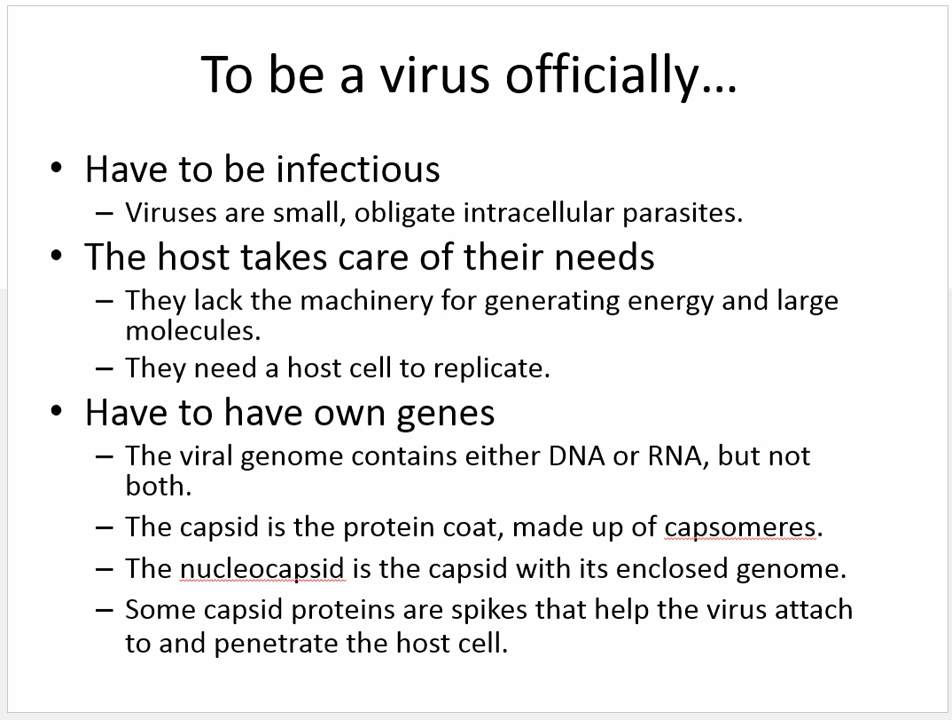 To be a virus officially…
• Have to be infectious
– Viruses are small, obligate intracellular parasites.
• The host takes care of their needs
– They lack the machinery for generating energy and large
molecules.
– They need a host cell to replicate.
• Have to have own genes
– The viral genome contains either DNA or RNA, but not
both.
– The capsid is the protein coat, made up of capsomeres.
– The nucleocapsid is the capsid with its enclosed genome.
– Some capsid proteins are spikes that help the virus attach
to and penetrate the host cell.